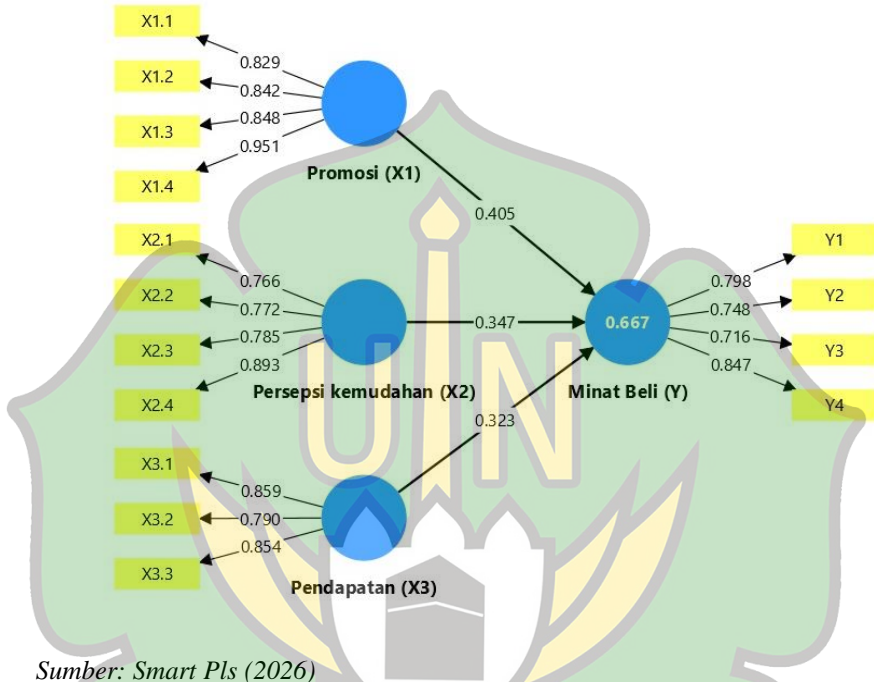 X1.1
0.829
X1.2
0.842
X1.3
0.848
0.951
X1.4
Promosi (X1)
0.405
X2.1
0.766
X2.2
0.772
X2.3
0.785
0.893
X2.4
Persepsi kemudahan (X2)
0.347
0.667
Minat Beli (Y)
Y1
0.798
Y2
0.748
0.716
Y3
0.847
Y4
0.323
X3.1
0.859
X3.2
0.790
0.854
X3.3
Pendapatan (X3)
UIN
Sumber: Smart Pls (2026)